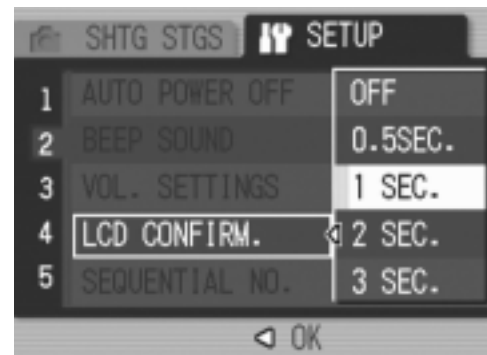 SHTG STGS SETUP
1 AUTO POWER OFF OFF
2 BEEP SOUND 0.5SEC.
3 VOL. SETTINGS 1 SEC.
4 LCD CONFIRM. 2 SEC.
5 SEQUENTIAL NO. 3 SEC.
OK